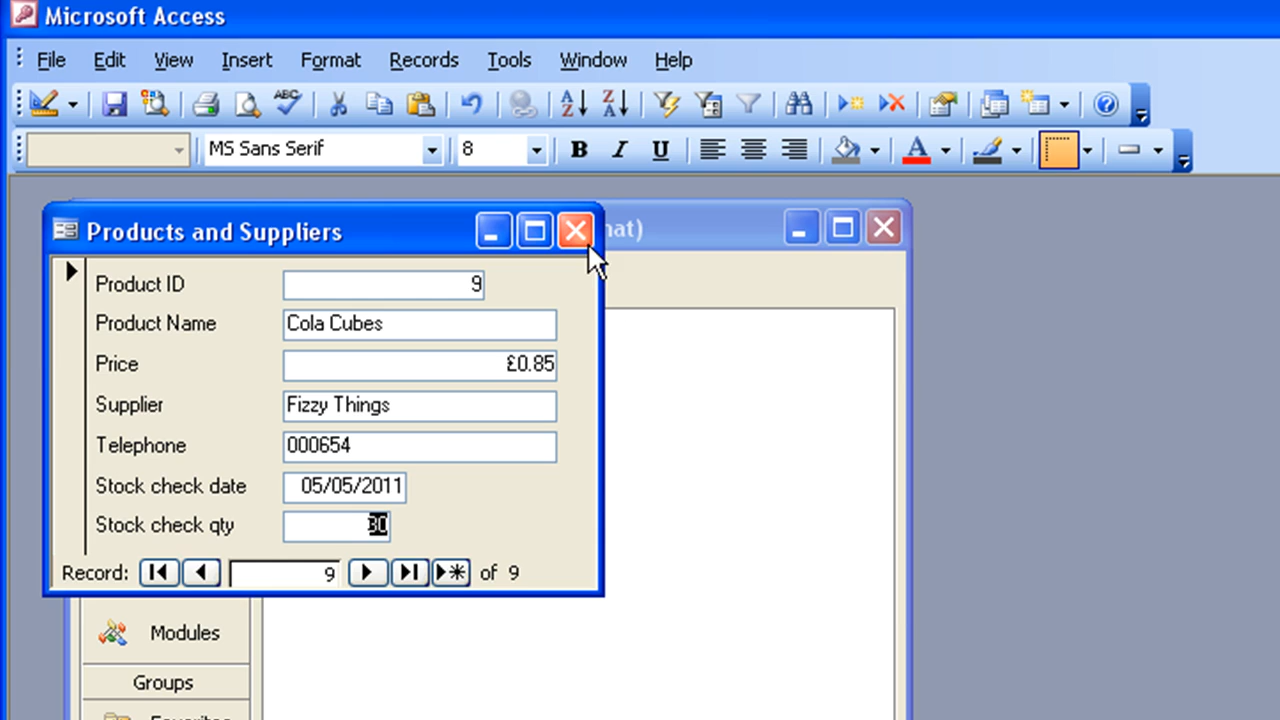 Microsoft Access
File Edit View Insert Format Records Tools Window Help
ABC
A Z Z A
MS Sans Serif 8 B I U A
Products and Suppliers
Product ID 9
Product Name Cola Cubes
Price £0.85
Supplier Fizzy Things
Telephone 000654
Stock check date 05/05/2011
Stock check qty 30
Record: 9 of 9
Modules
Groups